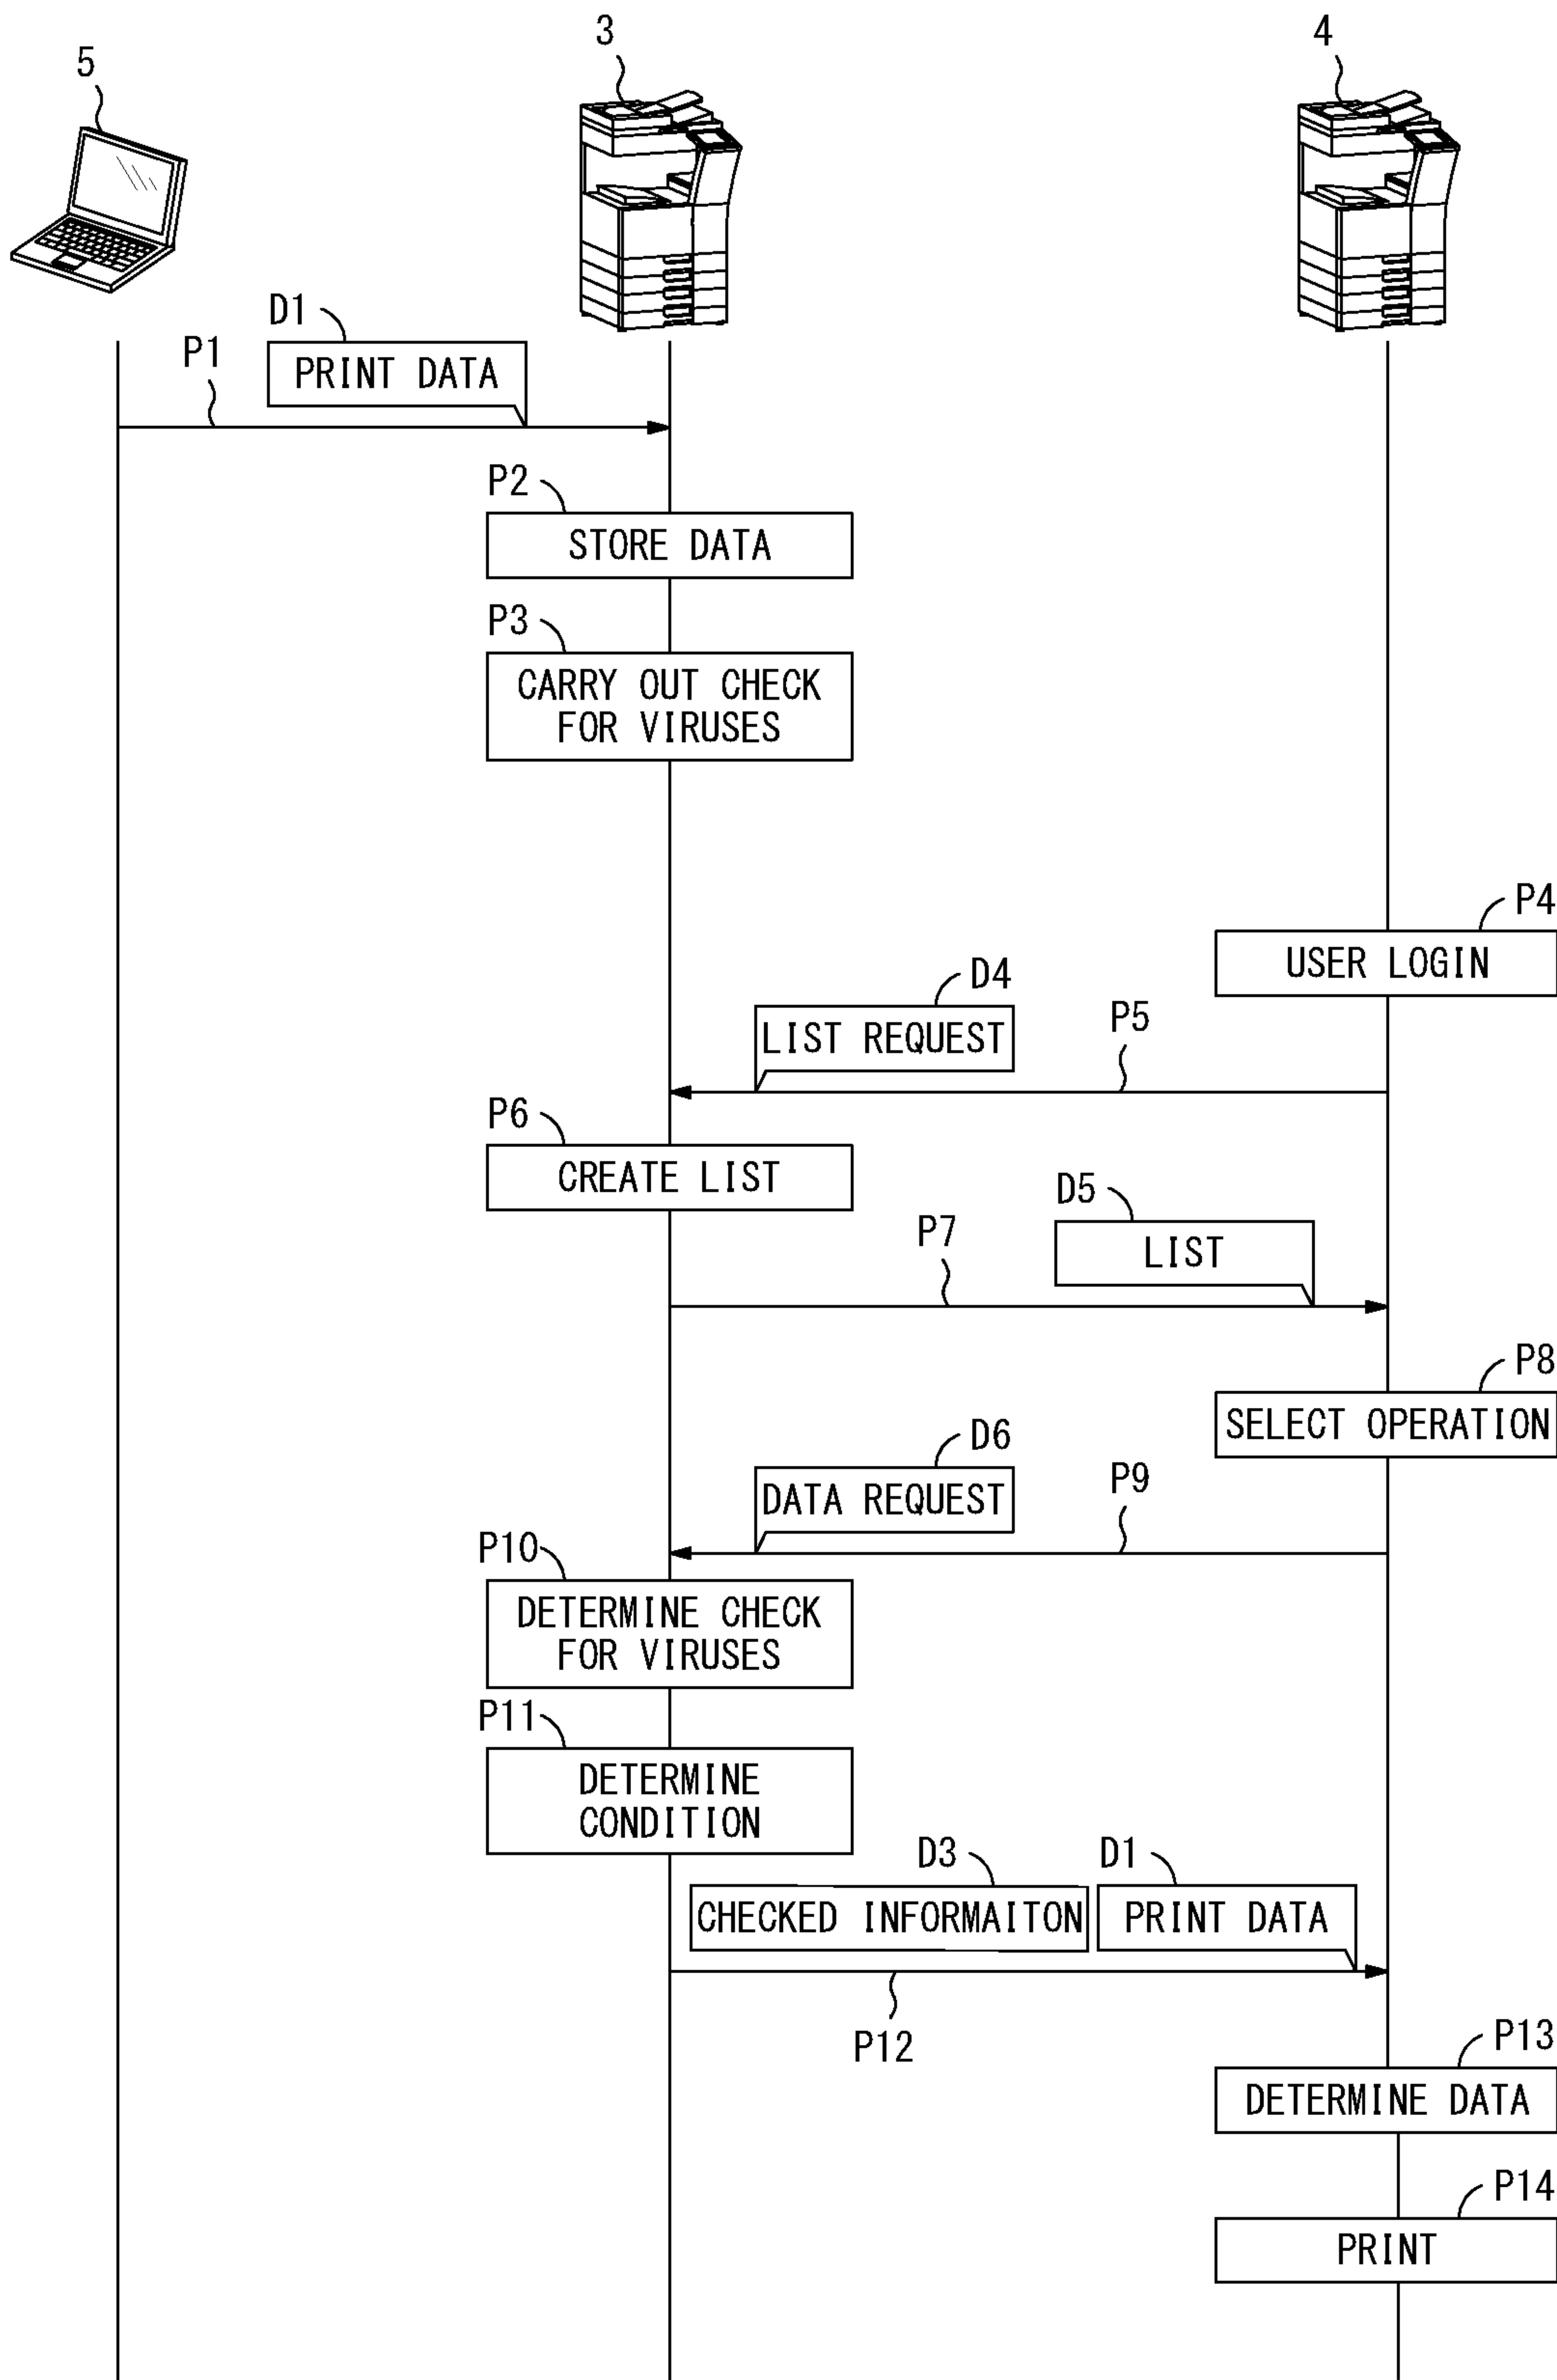 3
4
5
D1
P1
PRINT DATA
P2
STORE DATA
P3
CARRY OUT CHECK
FOR VIRUSES
P4
USER LOGIN
D4
P5
LIST REQUEST
P6
CREATE LIST
D5
P7
LIST
P8
SELECT OPERATION
D6
P9
DATA REQUEST
P10
DETERMINE CHECK
FOR VIRUSES
P11
DETERMINE
CONDITION
D3
D1
CHECKED INFORMAITON
PRINT DATA
P12
P13
DETERMINE DATA
P14
PRINT